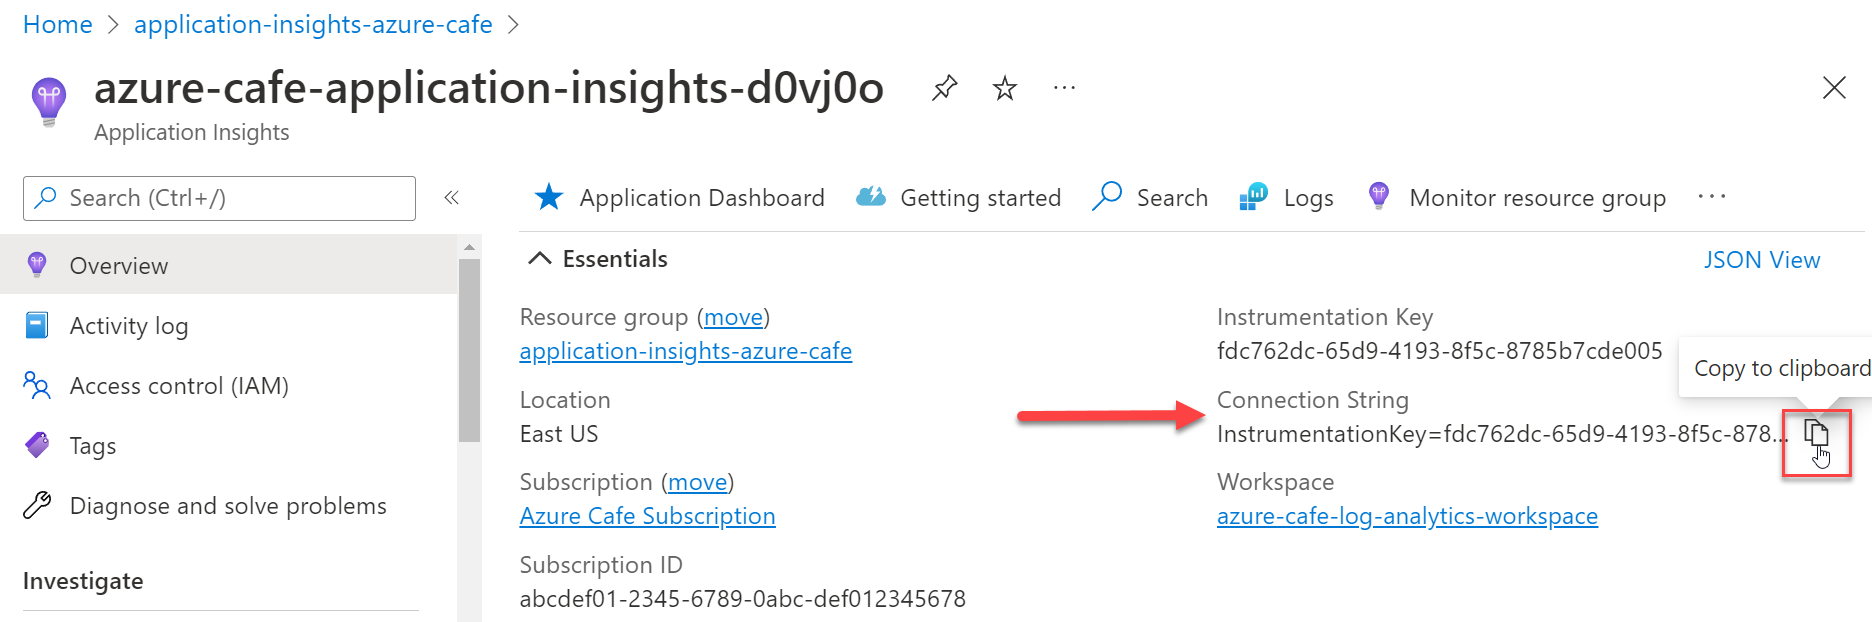 Home > application-insights-azure-cafe >
azure-cafe-application-insights-d0vj0o ...
Application Insights
Search (Ctrl+/) «
Application Dashboard Getting started Search Logs Monitor resource group ...
Overview
Activity log
Access control (IAM)
Tags
Diagnose and solve problems
Investigate
Essentials
JSON View
Resource group (move)
application-insights-azure-cafe
Location
East US
Subscription (move)
Azure Cafe Subscription
Subscription ID
abcdef01-2345-6789-0abc-def012345678
Instrumentation Key
fdc762dc-65d9-4193-8f5c-8785b7cde005
Copy to clipboard
Connection String
InstrumentationKey=fdc762dc-65d9-4193-8f5c-878...
Workspace
azure-cafe-log-analytics-workspace